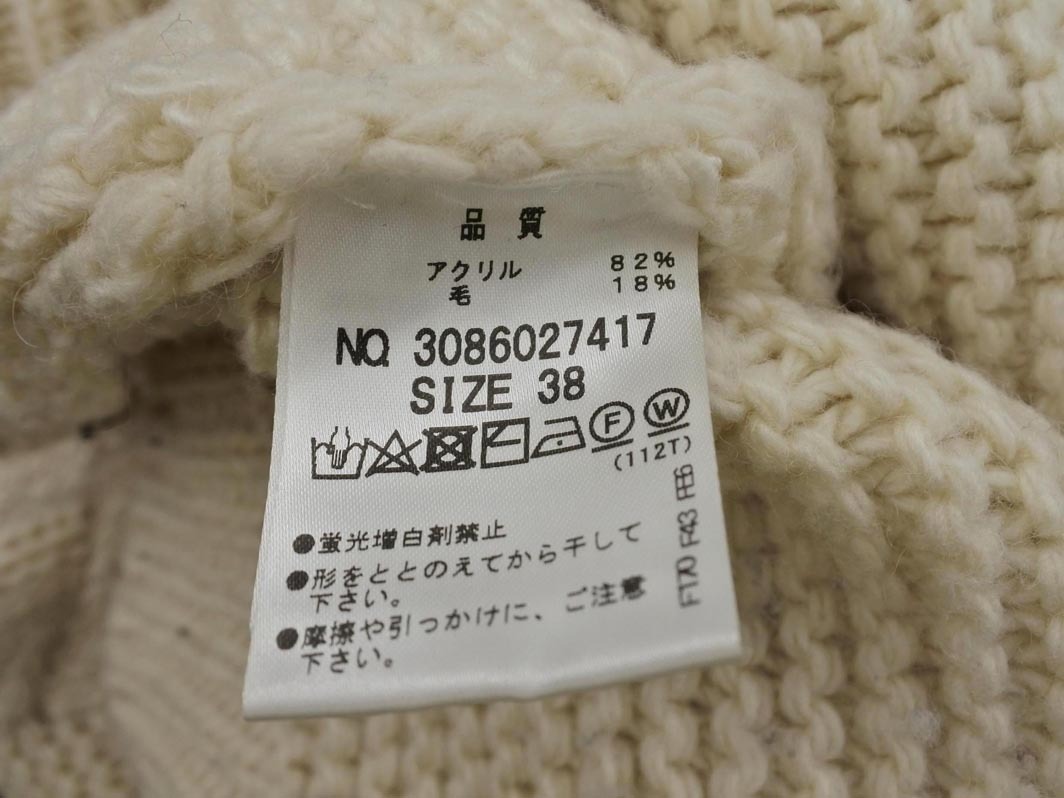 品 質
アクリル 82%
毛 18%
NO. 3086027417
SIZE 38
F W
(112T)
●蛍光増白剤禁止
●形をととのえてから干して
下さい。
●摩擦や引っかけに、ご注意
下さい。
F170 F43 FE6